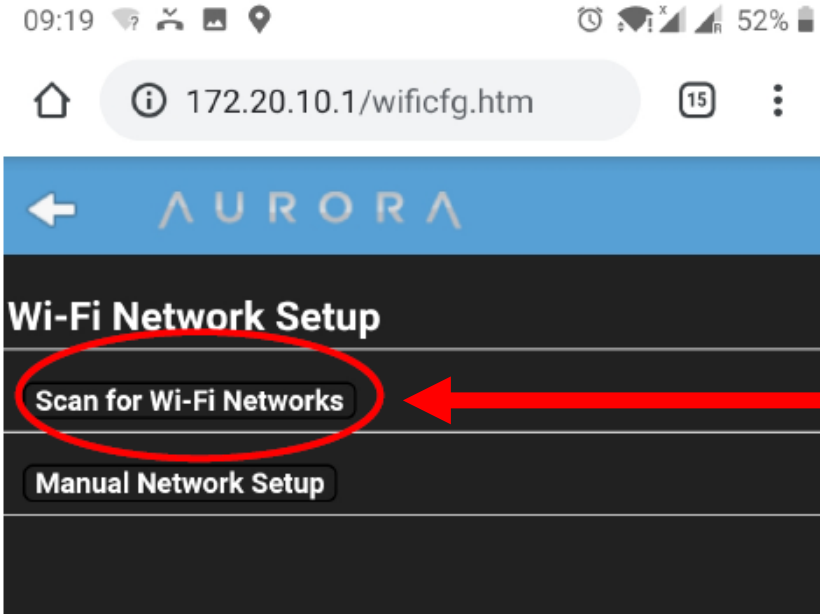 09:19 ? x ! R 52%
172.20.10.1/wificfg.htm 15
AURORA
Wi-Fi Network Setup
Scan for Wi-Fi Networks
Manual Network Setup